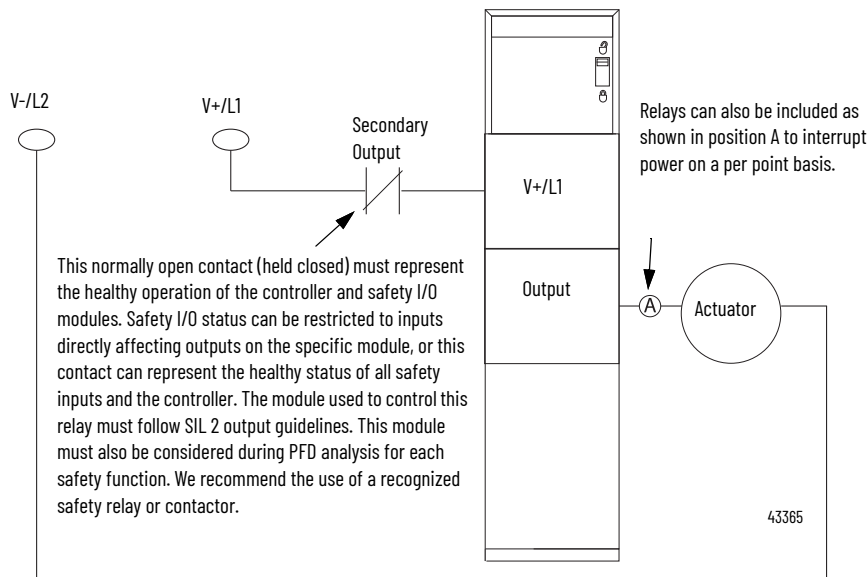 V-/L2
V+/L1
Secondary
Output
Relays can also be included as
shown in position A to interrupt
power on a per point basis.
V+/L1
This normally open contact (held closed) must represent
the healthy operation of the controller and safety I/O
modules. Safety I/O status can be restricted to inputs
directly affecting outputs on the specific module, or this
contact can represent the healthy status of all safety
inputs and the controller. The module used to control this
relay must follow SIL 2 output guidelines. This module
must also be considered during PFD analysis for each
safety function. We recommend the use of a recognized
safety relay or contactor.
Output
A
Actuator
43365